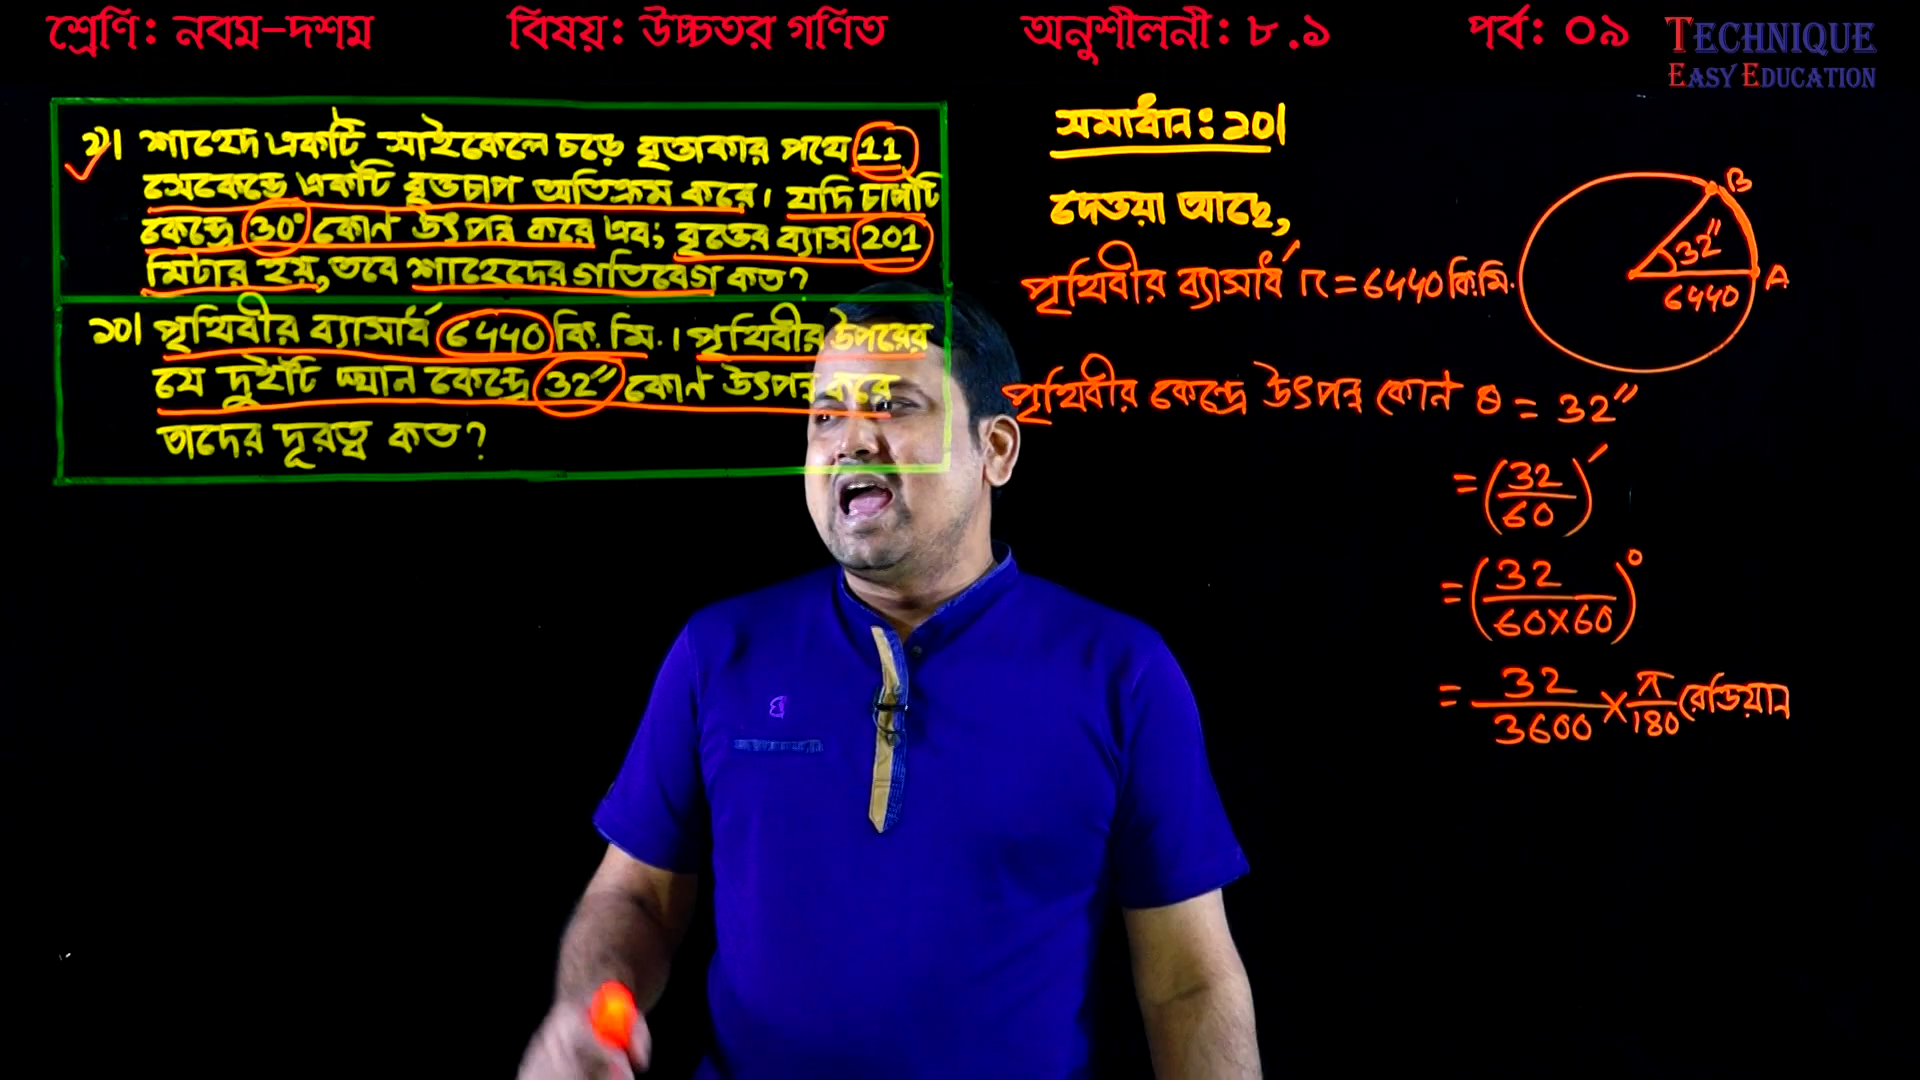 শ্রেণি: নবম-দশম বিষয়: উচ্চতর গণিত অনুশীলনী: ৮.১ পর্ব: ০৯
TECHNIQUE
EASY EDUCATION
৯। শাহেদ একটি সাইকেলে চড়ে বৃত্তাকার পথে 11
সেকেন্ডে একটি বৃত্তচাপ অতিক্রম করে। যদি চাপটি
কেন্দ্রে 30° কোণ উৎপন্ন করে এবং বৃত্তের ব্যাস 201
মিটার হয়, তবে শাহেদের গতিবেগ কত?
১০। পৃথিবীর ব্যাসার্ধ 6440 কি. মি.। পৃথিবীর উপরের
যে দুইটি স্থান কেন্দ্রে 32″ কোণ উৎপন্ন করে
তাদের দূরত্ব কত?
সমাধান: ১০।
দেওয়া আছে,
পৃথিবীর ব্যাসার্ধ r = 6440 কি.মি.
B
32″
6440
A
পৃথিবীর কেন্দ্রে উৎপন্ন কোণ θ = 32″
= (32/60)′
= (32/60×60)°
= 32/3600 × π/180 রেডিয়ান